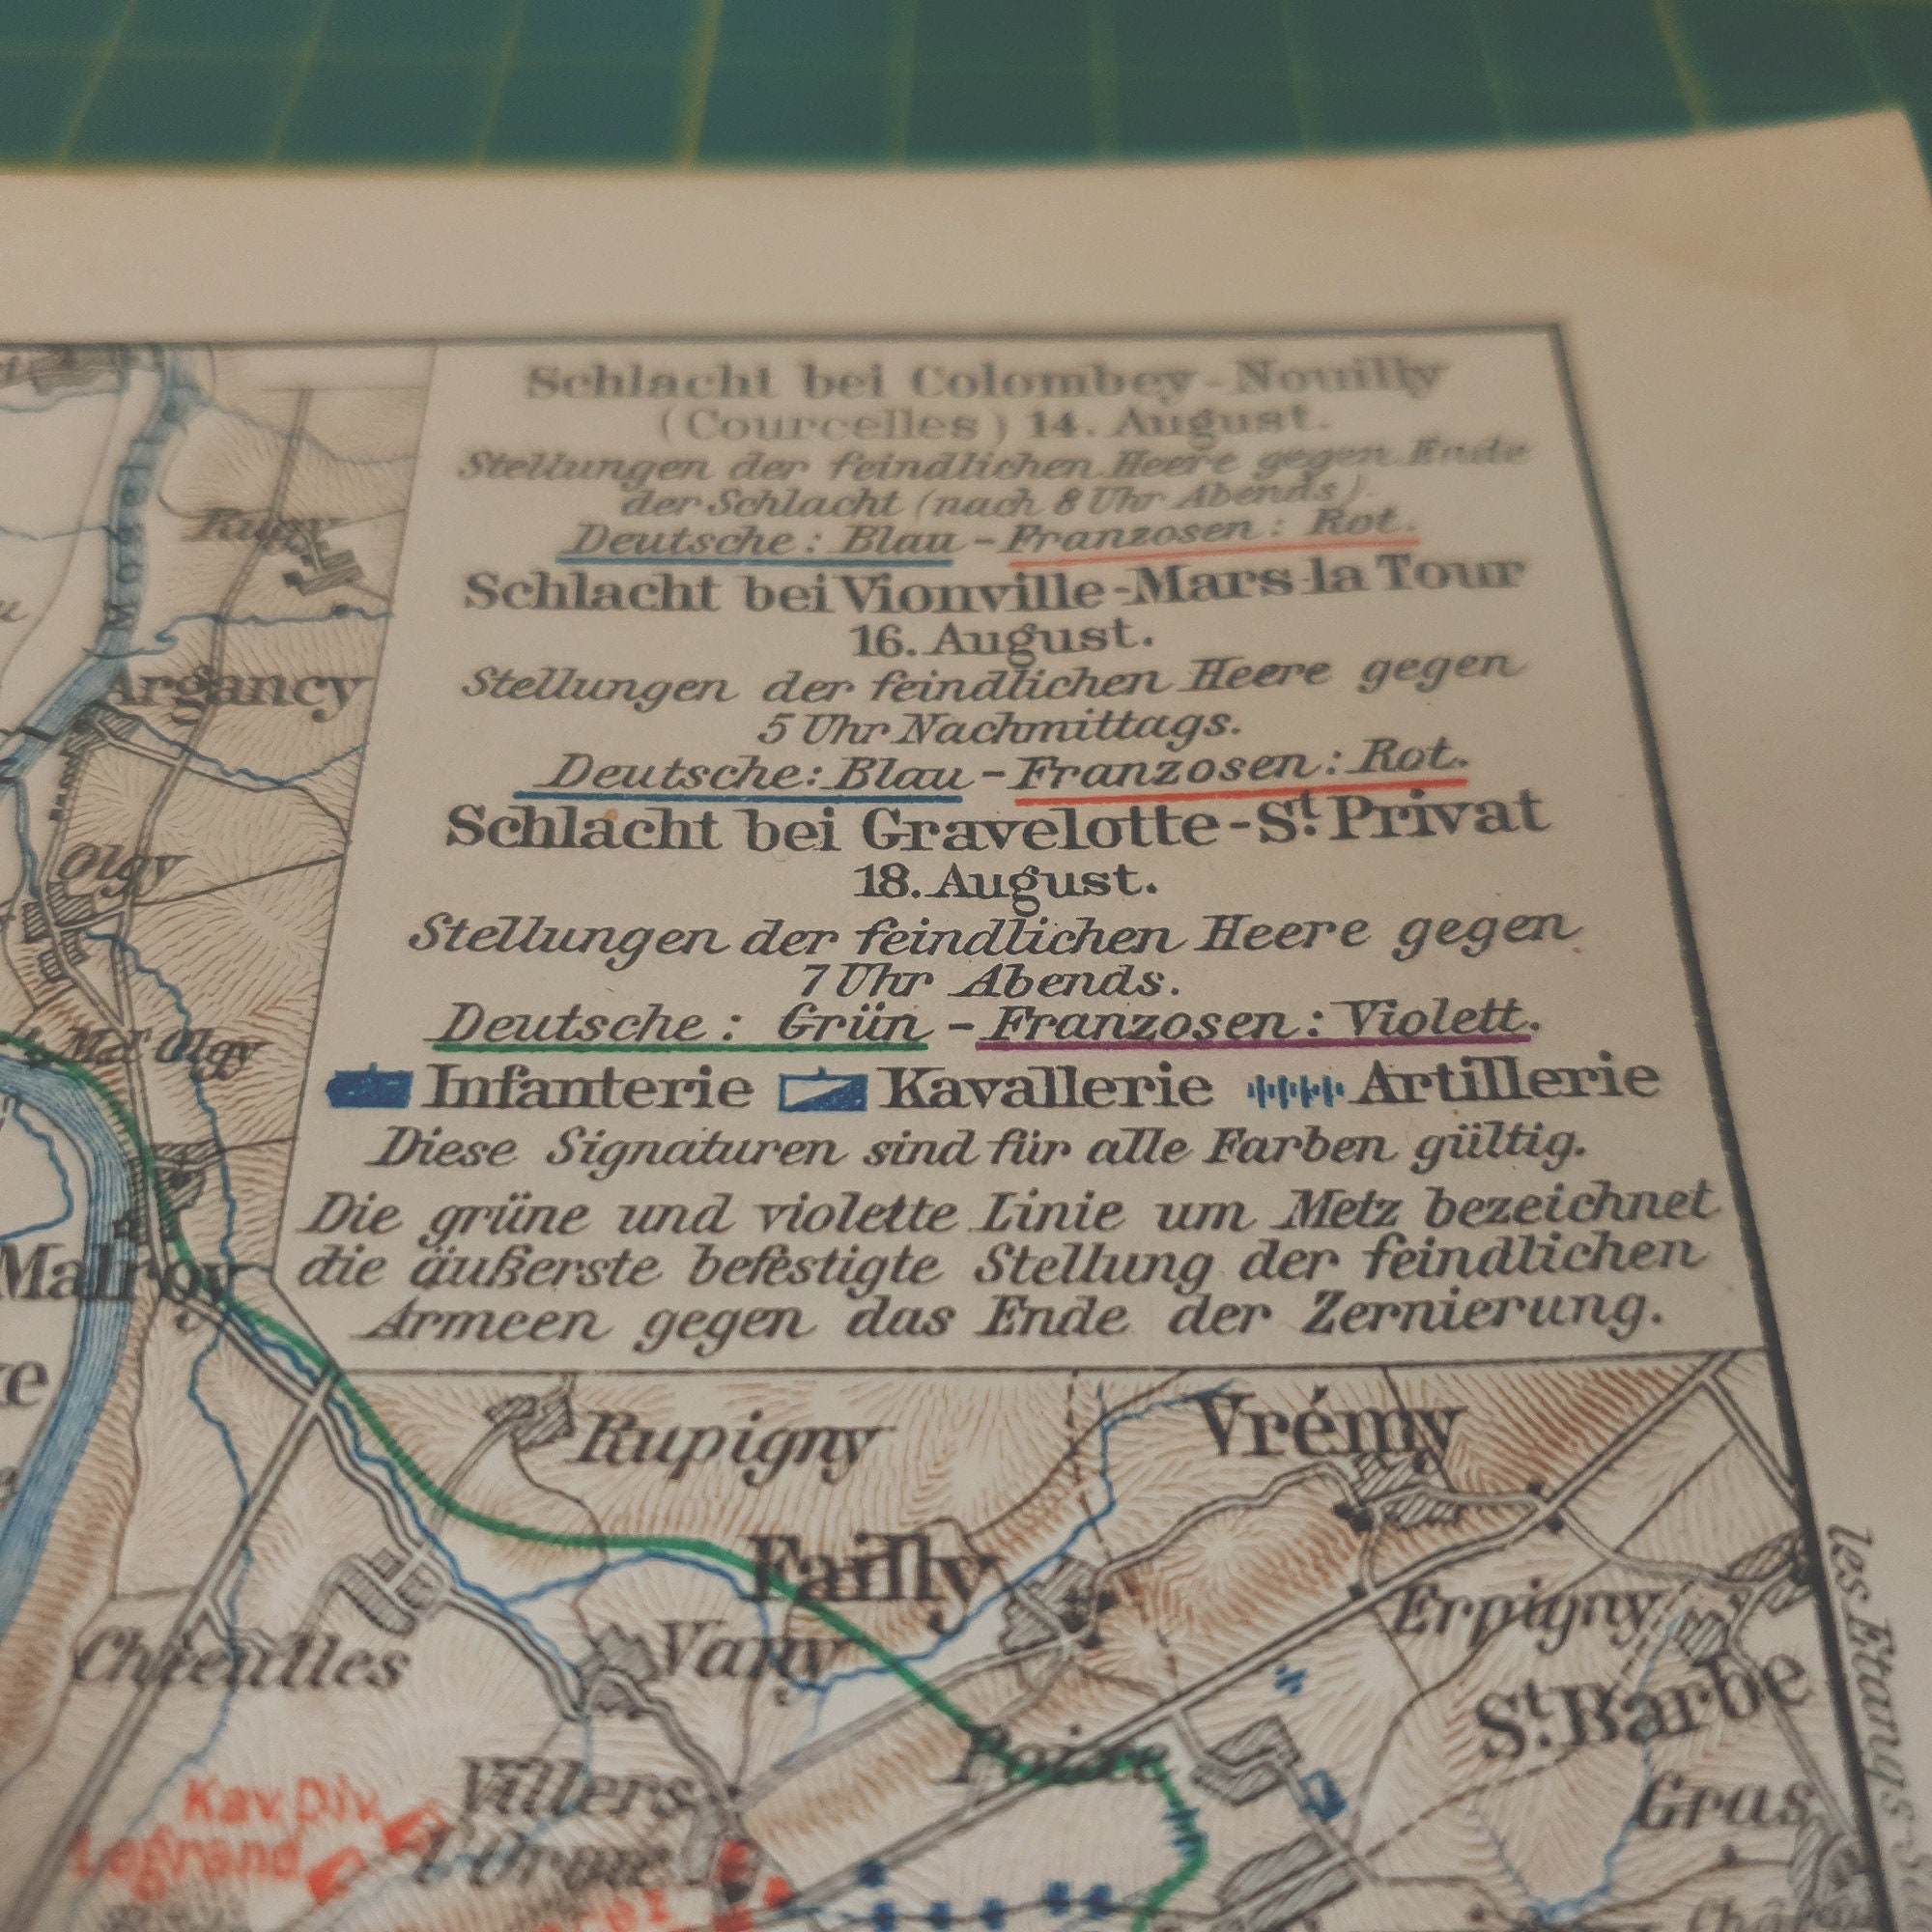 Schlacht bei Colombey-Nouilly
(Courcelles) 14. August.
Stellungen der feindlichen Heere gegen Ende
der Schlacht (nach 8 Uhr Abends).
Deutsche: Blau - Franzosen: Rot.
Schlacht bei Vionville-Mars-la Tour
16. August.
Stellungen der feindlichen Heere gegen
5 Uhr Nachmittags.
Deutsche: Blau - Franzosen: Rot.
Schlacht bei Gravelotte-St. Privat
18. August.
Stellungen der feindlichen Heere gegen
7 Uhr Abends.
Deutsche: Grün - Franzosen: Violett.
Infanterie Kavallerie Artillerie
Diese Signaturen sind für alle Farben gültig.
Die grüne und violette Linie um Metz bezeichnet
die äußerste befestigte Stellung der feindlichen
Armeen gegen das Ende der Zernierung.
Mosel
Rugy
Argancy
Olgy
Mn. Olgy
Malroy
Rupigny
Vrémy
Failly
Chieulles
Vany
Erpigny
les Etangs
St. Barbe
Poixe
Villers
l'Orme
Gras
Kav. Div.
Legrand